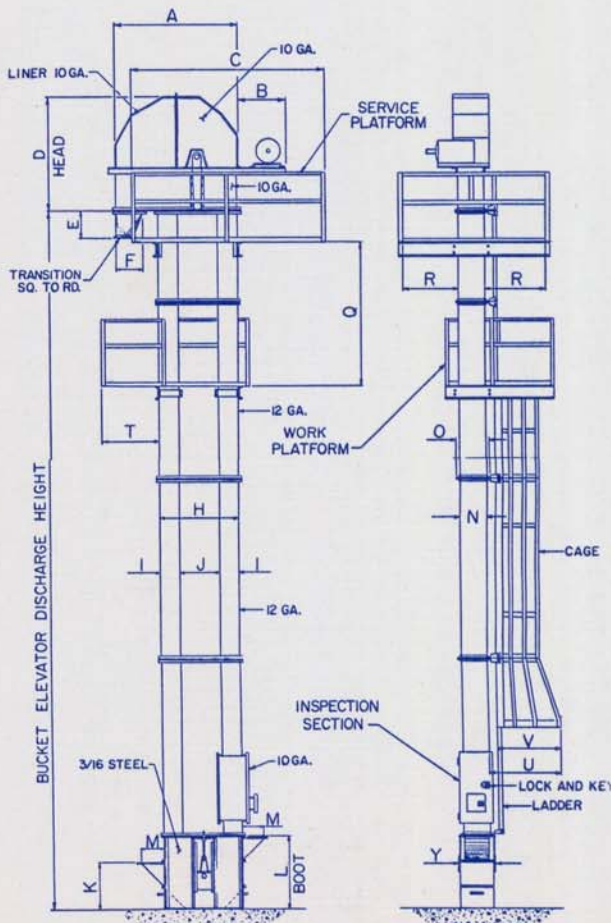 A
10 GA.
C
LINER 10 GA.
B
SERVICE
PLATFORM
D
HEAD
10 GA.
E
F
TRANSITION
SQ. TO RD.
R
R
Q
12 GA.
T
WORK
PLATFORM
O
H
N
I
J
I
CAGE
12 GA.
BUCKET ELEVATOR DISCHARGE HEIGHT
INSPECTION
SECTION
3/16 STEEL
10 GA.
V
U
LOCK AND KEY
LADDER
M
M
Y
K
L
BOOT